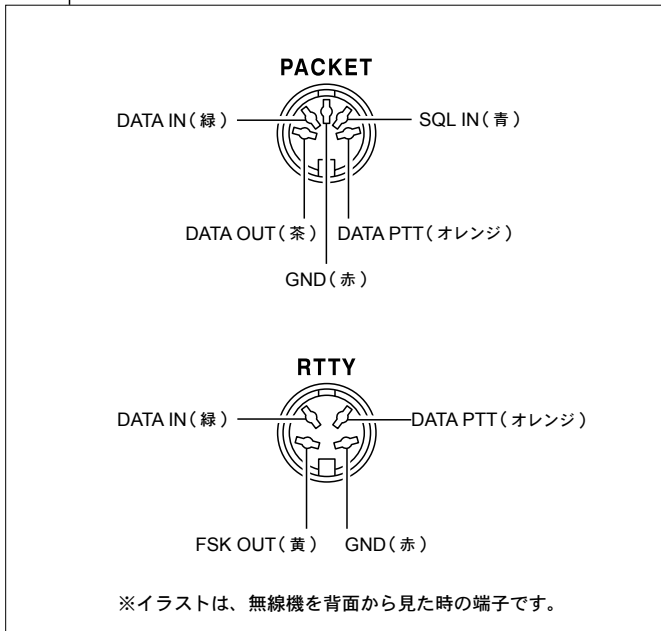 PACKET
DATA IN(緑) SQL IN(青)
DATA OUT(茶) DATA PTT(オレンジ)
GND(赤)
RTTY
DATA IN(緑) DATA PTT(オレンジ)
FSK OUT(黄) GND(赤)
※イラストは、無線機を背面から見た時の端子です。